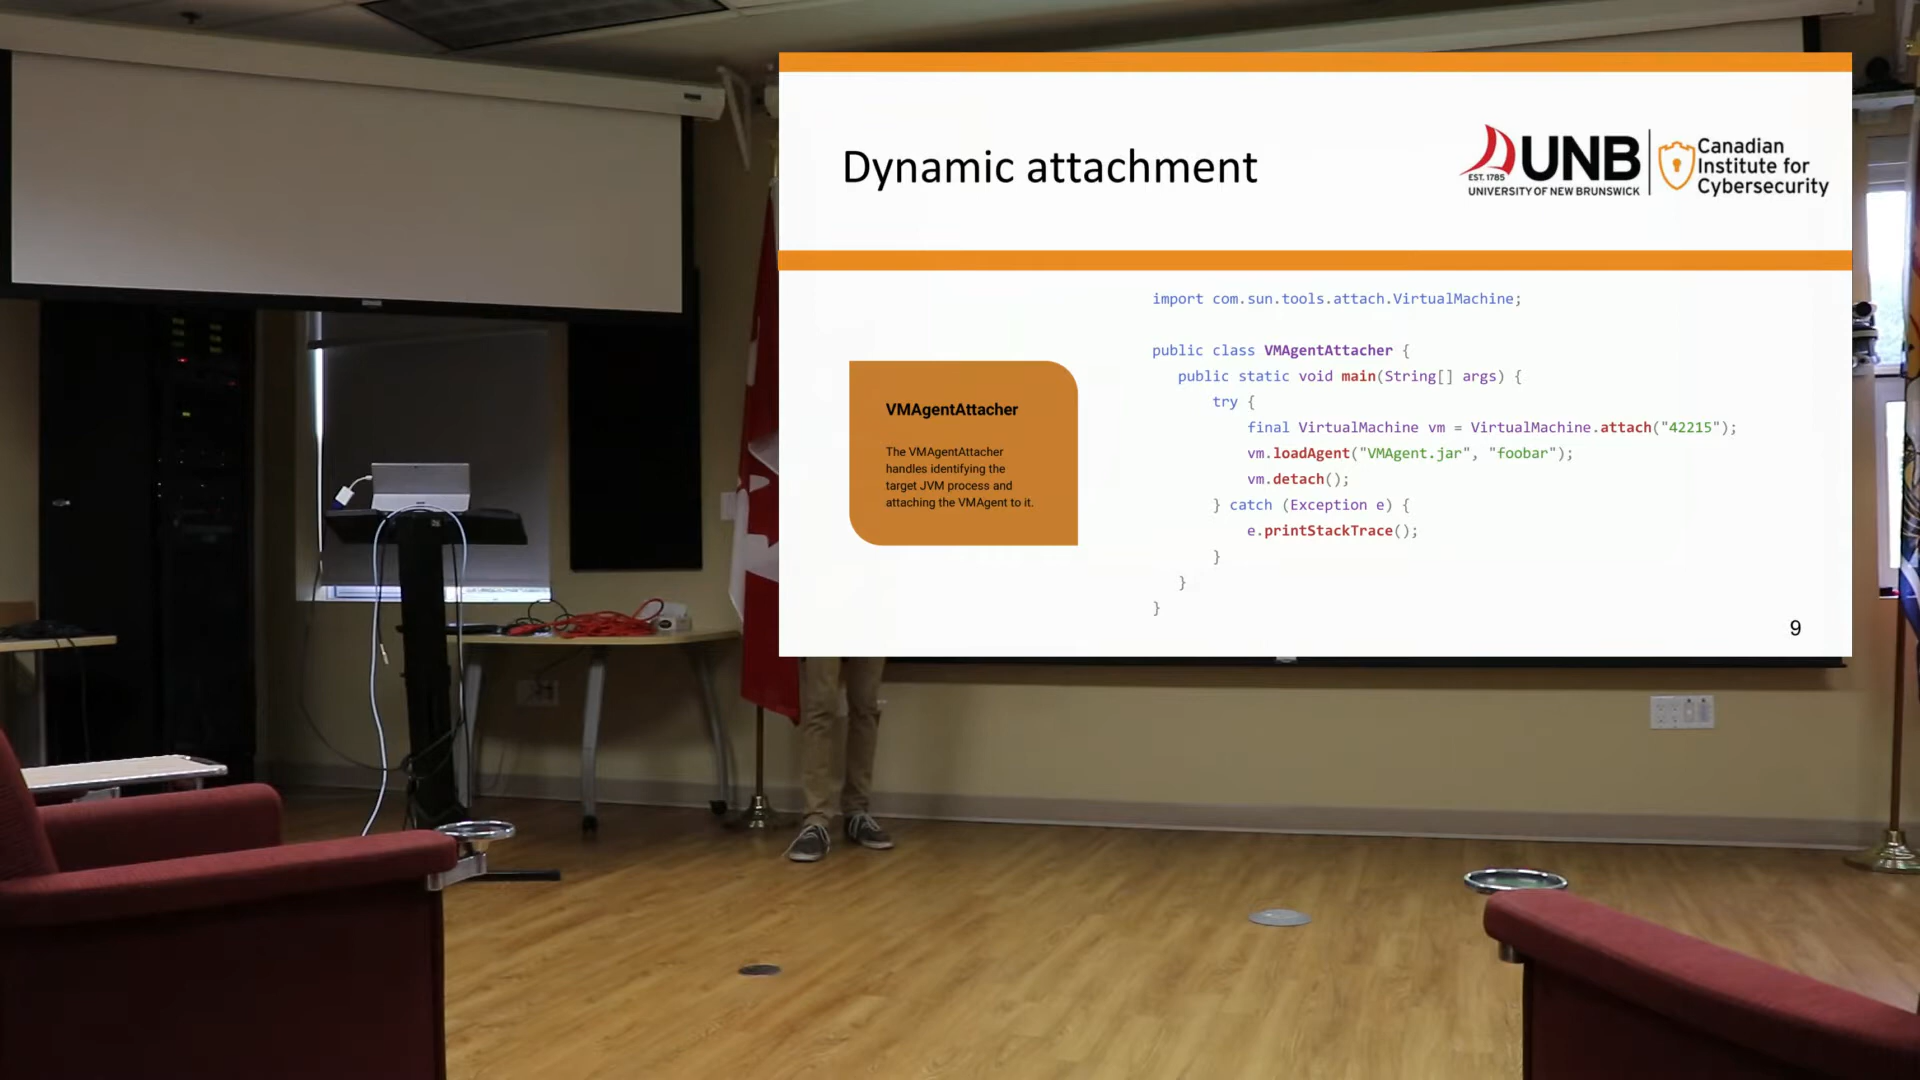 Dynamic attachment
EST. 1785
UNB
UNIVERSITY OF NEW BRUNSWICK
Canadian
Institute for
Cybersecurity
VMAgentAttacher
The VMAgentAttacher
handles identifying the
target JVM process and
attaching the VMAgent to it.
import com.sun.tools.attach.VirtualMachine;
public class VMAgentAttacher {
public static void main(String[] args) {
try {
final VirtualMachine vm = VirtualMachine.attach("42215");
vm.loadAgent("VMAgent.jar", "foobar");
vm.detach();
} catch (Exception e) {
e.printStackTrace();
}
}
}
9